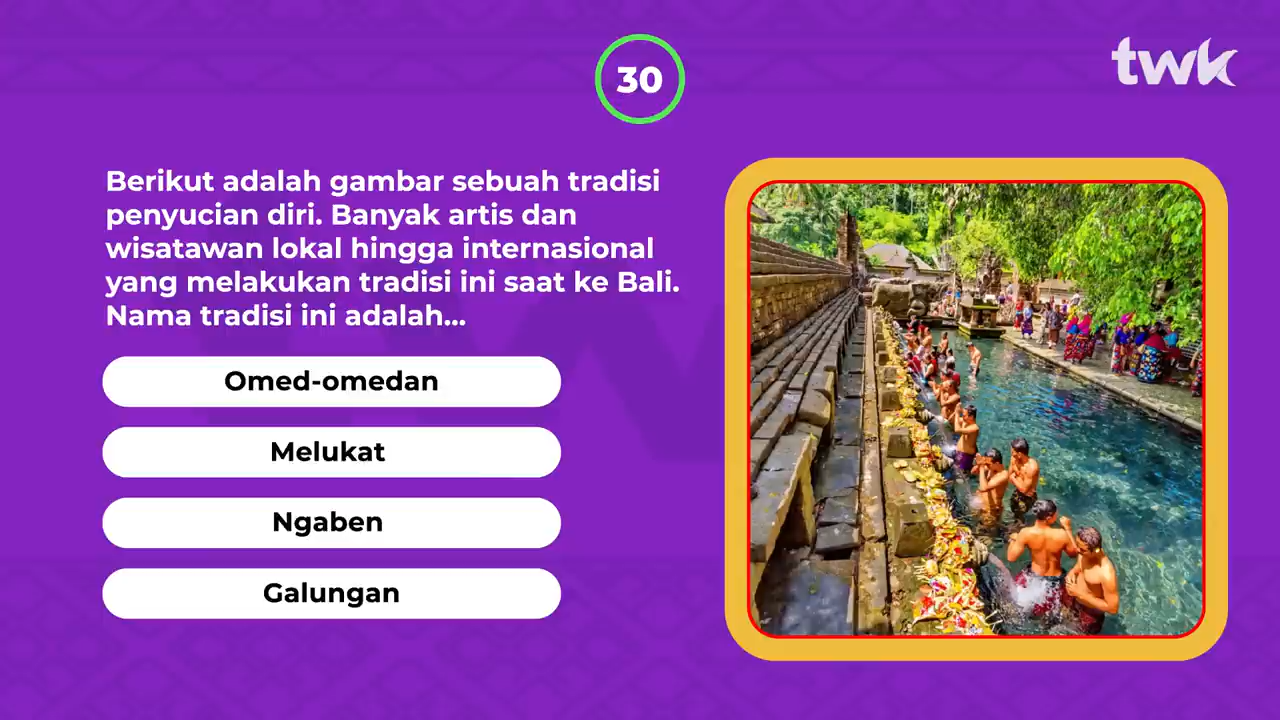 30
twk
Berikut adalah gambar sebuah tradisi
penyucian diri. Banyak artis dan
wisatawan lokal hingga internasional
yang melakukan tradisi ini saat ke Bali.
Nama tradisi ini adalah...
Omed-omedan
Melukat
Ngaben
Galungan